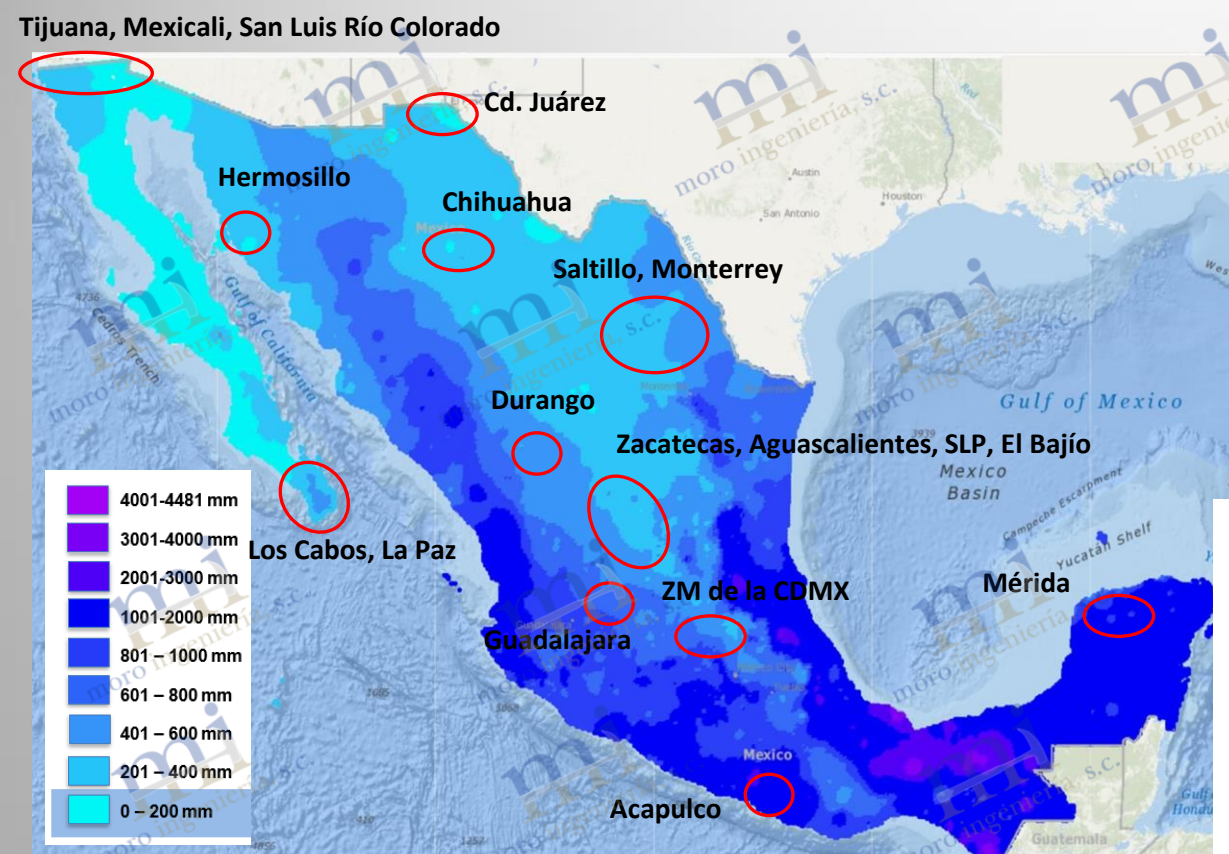 Tijuana, Mexicali, San Luis Río Colorado
Cd. Juárez
Hermosillo
Chihuahua
Austin
Houston
San Antonio
Saltillo, Monterrey
Gulf of California
Cedros Trench
Durango
Gulf of Mexico
Zacatecas, Aguascalientes, SLP, El Bajío
Mexico
Basin
Campeche Escarpment
Yucatán Shelf
4001-4481 mm
3001-4000 mm
2001-3000 mm
1001-2000 mm
801 – 1000 mm
601 – 800 mm
401 – 600 mm
201 – 400 mm
0 – 200 mm
Los Cabos, La Paz
ZM de la CDMX
Mérida
Guadalajara
Mexico
Acapulco
Guatemala
moro ingeniería, s.c.